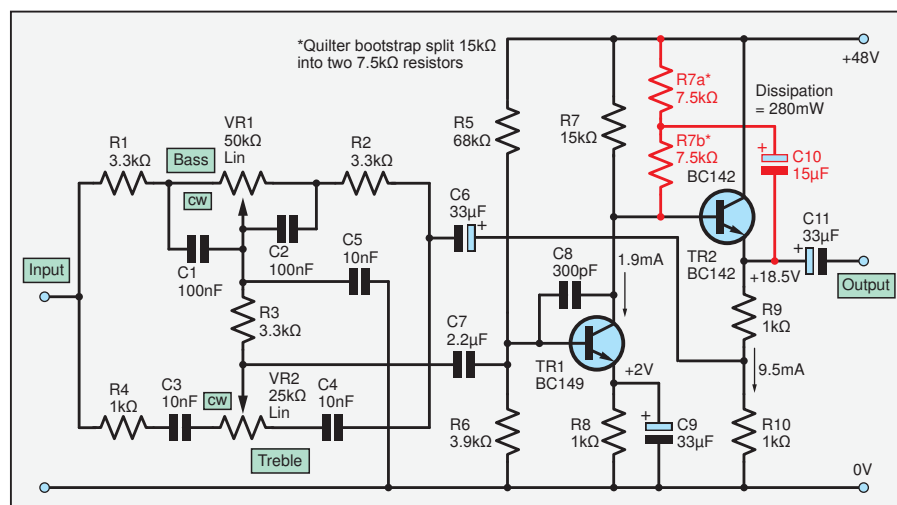 *Quilter bootstrap split 15kΩ
into two 7.5kΩ resistors
+48V
R7a*
7.5kΩ
Dissipation
= 280mW
R1
3.3kΩ
Bass
VR1
50kΩ
Lin
R2
3.3kΩ
R5
68kΩ
R7
15kΩ
R7b*
7.5kΩ
+
C10
15µF
BC142
cw
C6
33µF
+
C1
100nF
C2
100nF
C5
10nF
C8
300pF
1.9mA
TR2
BC142
+
C11
33µF
+18.5V
Output
Input
R3
3.3kΩ
C7
2.2µF
TR1
BC149
+2V
R9
1kΩ
9.5mA
R4
1kΩ
C3
10nF
cw
VR2
25kΩ
Lin
C4
10nF
Treble
R6
3.9kΩ
R8
1kΩ
+
C9
33µF
R10
1kΩ
0V